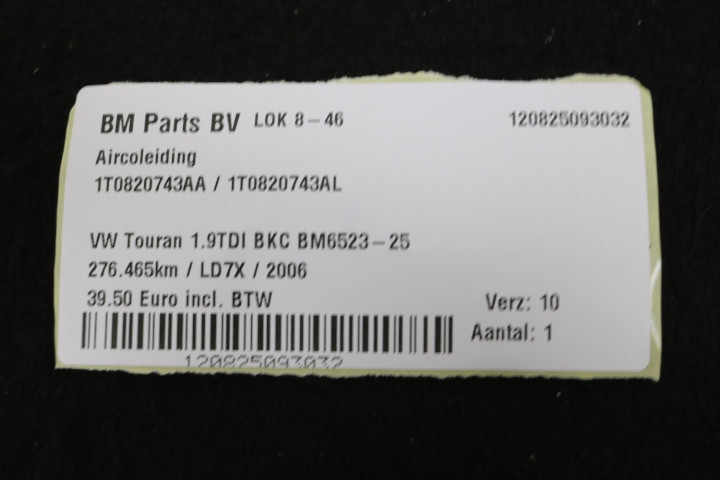 BM Parts BV LOK 8-46 120825093032
Aircoleiding
1T0820743AA / 1T0820743AL
VW Touran 1.9TDI BKC BM6523-25
276.465km / LD7X / 2006
39.50 Euro incl. BTW Verz: 10
Aantal: 1
120825093032